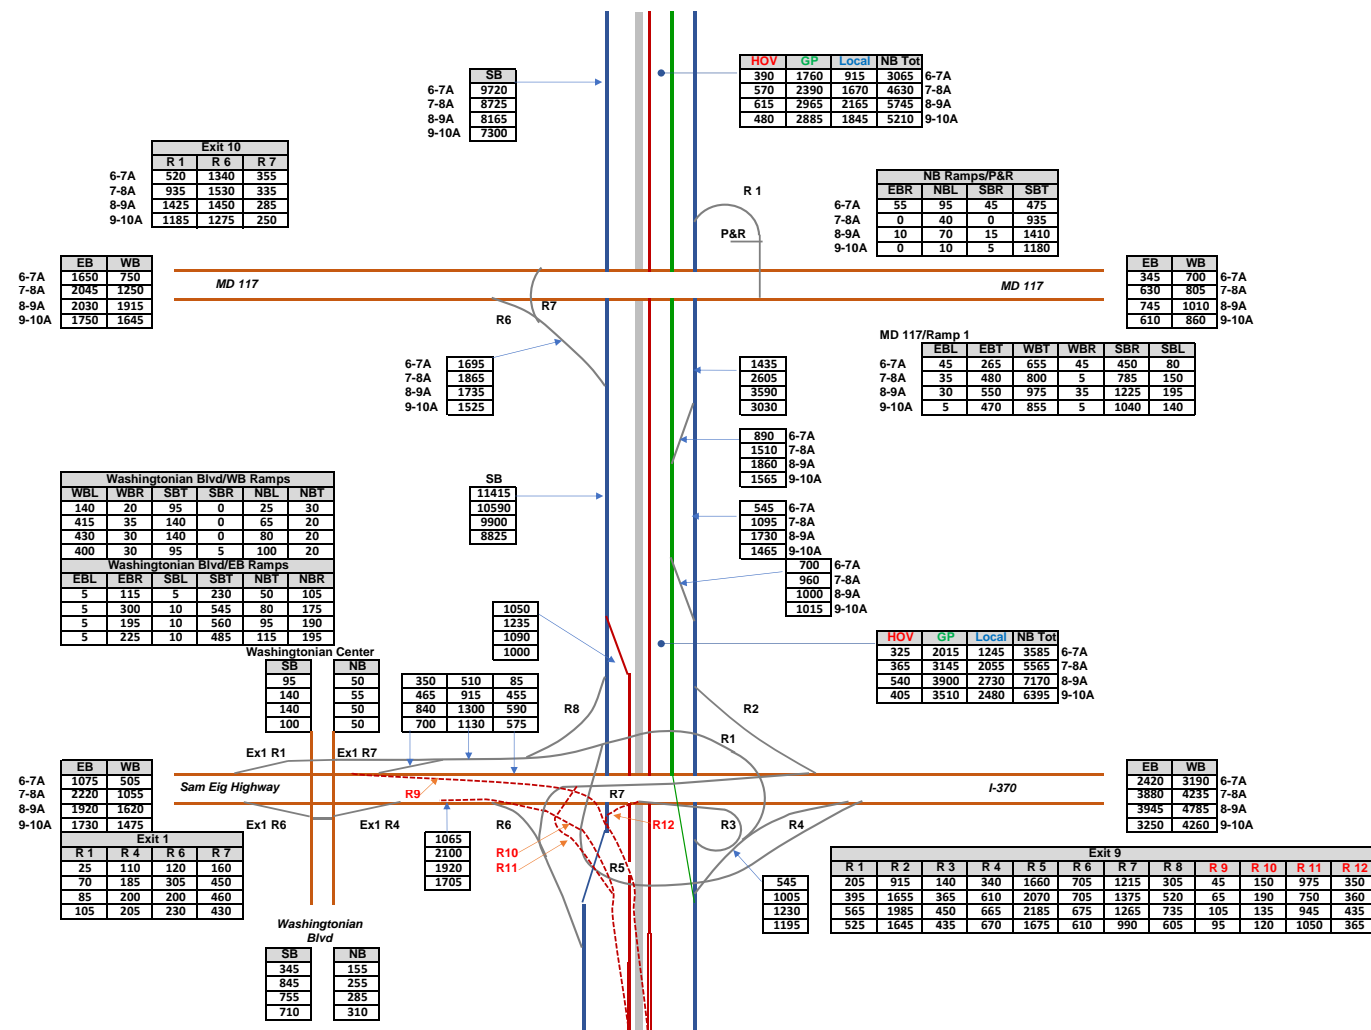 HOV GP Local NB Tot
390 1760 915 3065 6-7A
570 2390 1670 4630 7-8A
615 2965 2165 5745 8-9A
480 2885 1845 5210 9-10A
SB
6-7A 9720
7-8A 8725
8-9A 8165
9-10A 7300
Exit 10
R 1 R 6 R 7
6-7A 520 1340 355
7-8A 935 1530 335
8-9A 1425 1450 285
9-10A 1185 1275 250
R 1
P&R
NB Ramps/P&R
EBR NBL SBR SBT
6-7A 55 95 45 475
7-8A 0 40 0 935
8-9A 10 70 15 1410
9-10A 0 10 5 1180
EB WB
6-7A 1650 750
7-8A 2045 1250
8-9A 2030 1915
9-10A 1750 1645
MD 117
MD 117
EB WB
345 700 6-7A
630 805 7-8A
745 1010 8-9A
610 860 9-10A
R7
R6
MD 117/Ramp 1
EBL EBT WBT WBR SBR SBL
6-7A 45 265 655 45 450 80
7-8A 35 480 800 5 785 150
8-9A 30 550 975 35 1225 195
9-10A 5 470 855 5 1040 140
6-7A 1695
7-8A 1865
8-9A 1735
9-10A 1525
1435
2605
3590
3030
890 6-7A
1510 7-8A
1860 8-9A
1565 9-10A
Washingtonian Blvd/WB Ramps
WBL WBR SBT SBR NBL NBT
140 20 95 0 25 30
415 35 140 0 65 20
430 30 140 0 80 20
400 30 95 5 100 20
Washingtonian Blvd/EB Ramps
EBL EBR SBL SBT NBT NBR
5 115 5 230 50 105
5 300 10 545 80 175
5 195 10 560 95 190
5 225 10 485 115 195
SB
11415
10590
9900
8825
545 6-7A
1095 7-8A
1730 8-9A
1465 9-10A
700 6-7A
960 7-8A
1000 8-9A
1015 9-10A
1050
1235
1090
1000
HOV GP Local NB Tot
325 2015 1245 3585 6-7A
365 3145 2055 5565 7-8A
540 3900 2730 7170 8-9A
405 3510 2480 6395 9-10A
Washingtonian Center
SB NB
95 50
140 55
140 50
100 50
350 510 85
465 915 455
840 1300 590
700 1130 575
R8
R2
R1
Ex1 R1
Ex1 R7
EB WB
6-7A 1075 505
7-8A 2220 1055
8-9A 1920 1620
9-10A 1730 1475
Sam Eig Highway
I-370
R9
R7
EB WB
2420 3190 6-7A
3880 4235 7-8A
3945 4785 8-9A
3250 4260 9-10A
Ex1 R6
Ex1 R4
R6
R12
R3
R4
R10
R11
R5
Exit 1
R 1 R 4 R 6 R 7
25 110 120 160
70 185 305 450
85 200 200 460
105 205 230 430
1065
2100
1920
1705
545
1005
1230
1195
Exit 9
R 1 R 2 R 3 R 4 R 5 R 6 R 7 R 8 R 9 R 10 R 11 R 12
205 915 140 340 1660 705 1215 305 45 150 975 350
395 1655 365 610 2070 705 1375 520 65 190 750 360
565 1985 450 665 2185 675 1265 735 105 135 945 435
525 1645 435 670 1675 610 990 605 95 120 1050 365
Washingtonian
Blvd
SB NB
345 155
845 255
755 285
710 310